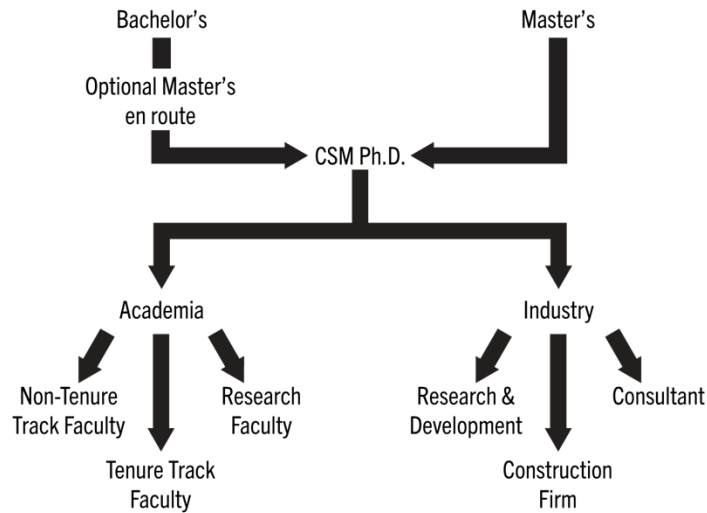 Bachelor's
Master's
Optional Master's
en route
CSM Ph.D.
Academia
Industry
Non-Tenure
Track Faculty
Research
Faculty
Research &
Development
Consultant
Tenure Track
Faculty
Construction
Firm